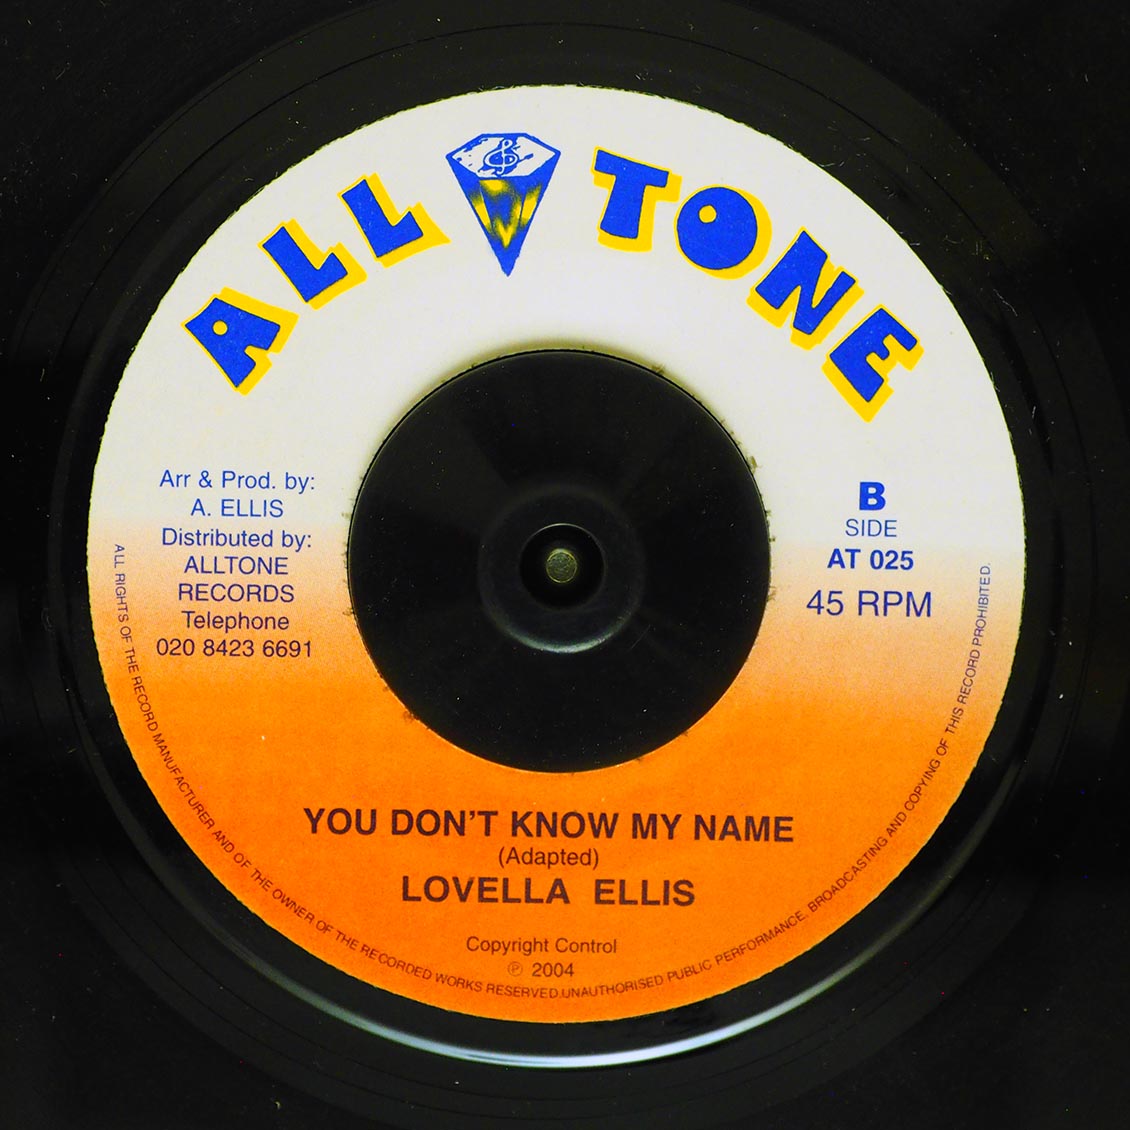 ALL TONE
Arr & Prod. by:
A. ELLIS
Distributed by:
ALLTONE
RECORDS
Telephone
020 8423 6691
B
SIDE
AT 025
45 RPM
YOU DON'T KNOW MY NAME
(Adapted)
LOVELLA ELLIS
Copyright Control
℗ 2004
ALL RIGHTS OF THE RECORD MANUFACTURER AND OF THE OWNER OF THE RECORDED WORKS RESERVED.UNAUTHORISED PUBLIC PERFORMANCE, BROADCASTING AND COPYING OF THIS RECORD PROHIBITED.